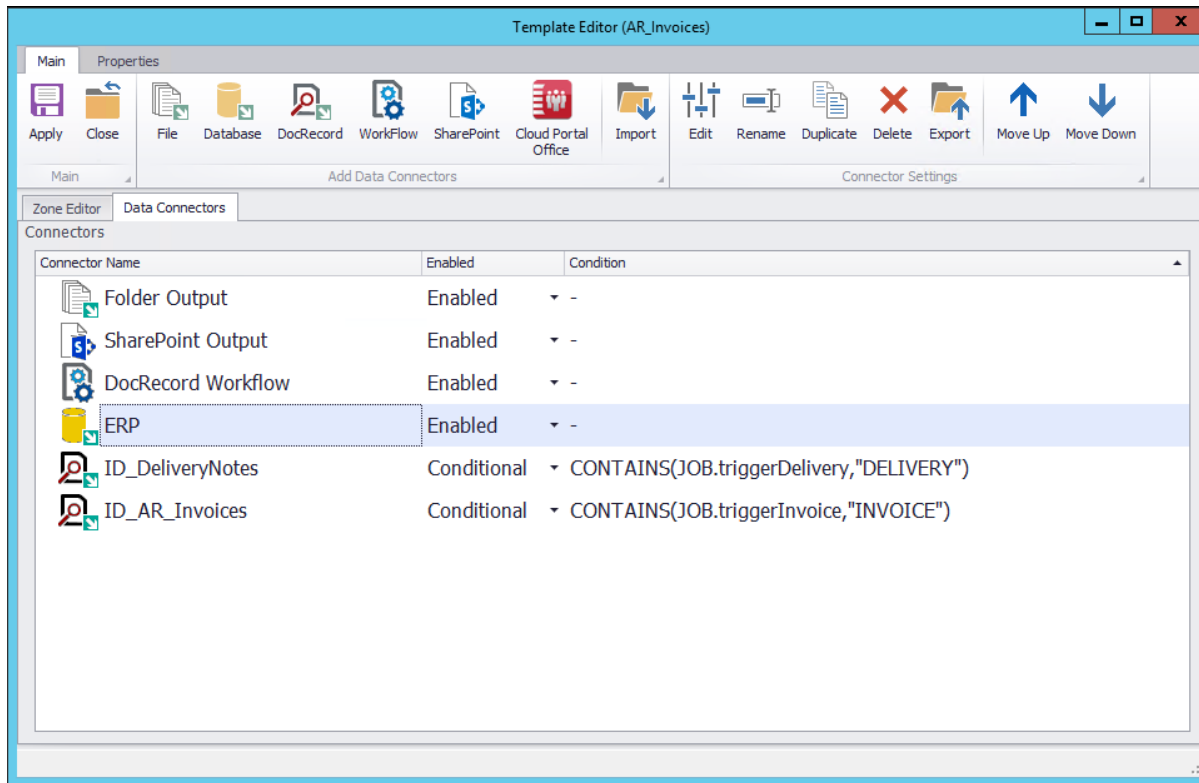 Template Editor (AR_Invoices)
Main Properties
Apply Close File Database DocRecord WorkFlow SharePoint Cloud Portal Office Import Edit Rename Duplicate Delete Export Move Up Move Down
Main Add Data Connectors Connector Settings
Zone Editor Data Connectors
Connectors
Connector Name Enabled Condition
Folder Output Enabled -
SharePoint Output Enabled -
DocRecord Workflow Enabled -
ERP Enabled -
ID_DeliveryNotes Conditional CONTAINS(JOB.triggerDelivery,"DELIVERY")
ID_AR_Invoices Conditional CONTAINS(JOB.triggerInvoice,"INVOICE")